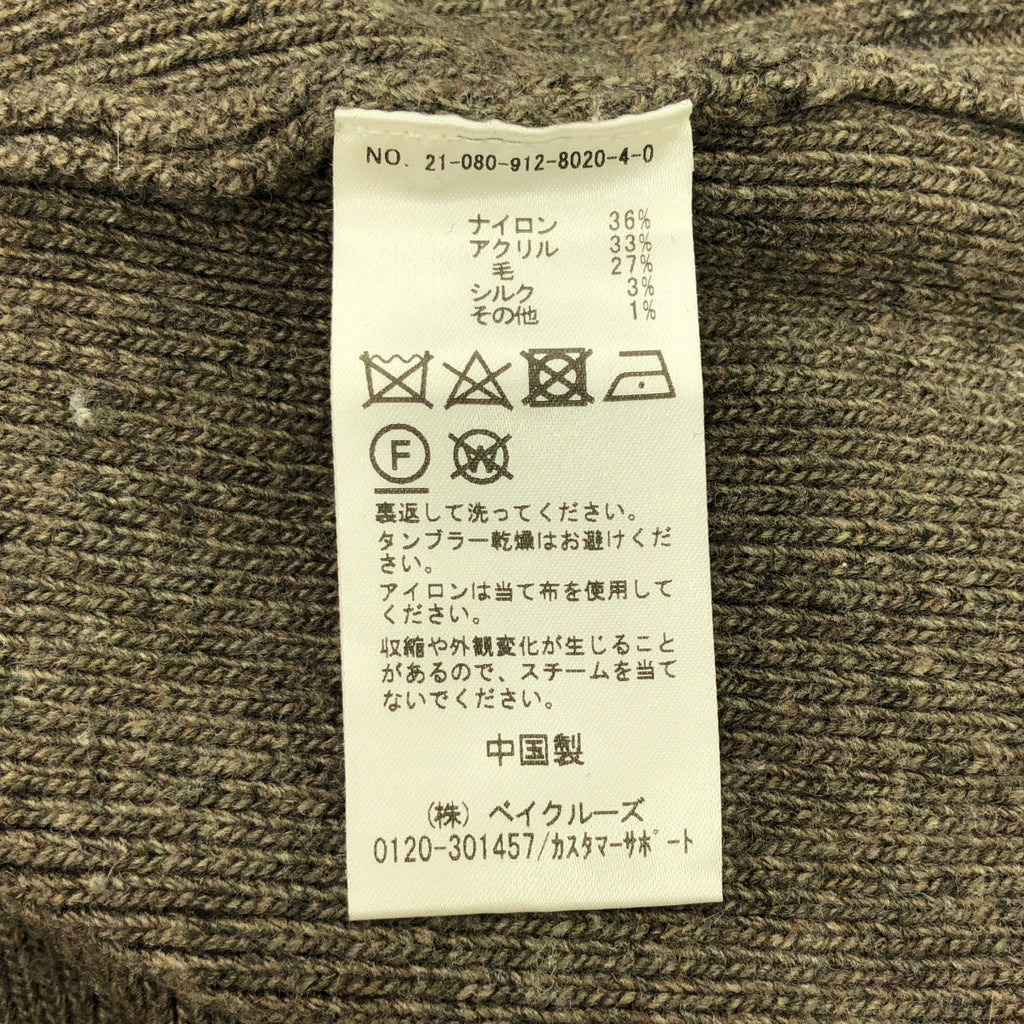 NO. 21-080-912-8020-4-0
ナイロン 36%
アクリル 33%
毛 27%
シルク 3%
その他 1%
F W
裏返して洗ってください。
タンブラー乾燥はお避けくだ
さい。
アイロンは当て布を使用して
ください。
収縮や外観変化が生じること
があるので、スチームを当て
ないでください。
中国製
(株) ベイクルーズ
0120-301457/カスタマーサポート